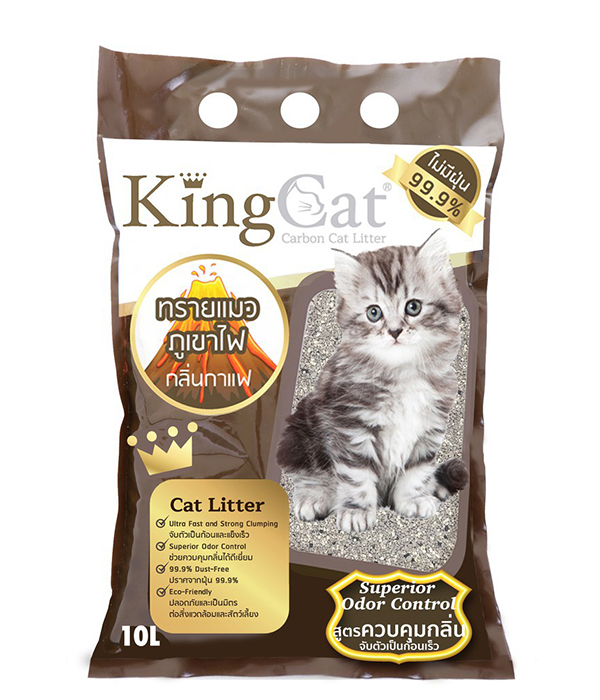 ไม่มีฝุ่น
99.9%
KingCat®
Carbon Cat Litter
ทรายแมว
ภูเขาไฟ
กลิ่นกาแฟ
Cat Litter
Ultra Fast and Strong Clumping
จับตัวเป็นก้อนและแข็งเร็ว
Superior Odor Control
ช่วยควบคุมกลิ่นได้ดีเยี่ยม
99.9% Dust-Free
ปราศจากฝุ่น 99.9%
Eco-Friendly
ปลอดภัยและเป็นมิตร
ต่อสิ่งแวดล้อมและสัตว์เลี้ยง
10L
Superior
Odor Control
สูตรควบคุมกลิ่น
จับตัวเป็นก้อนเร็ว